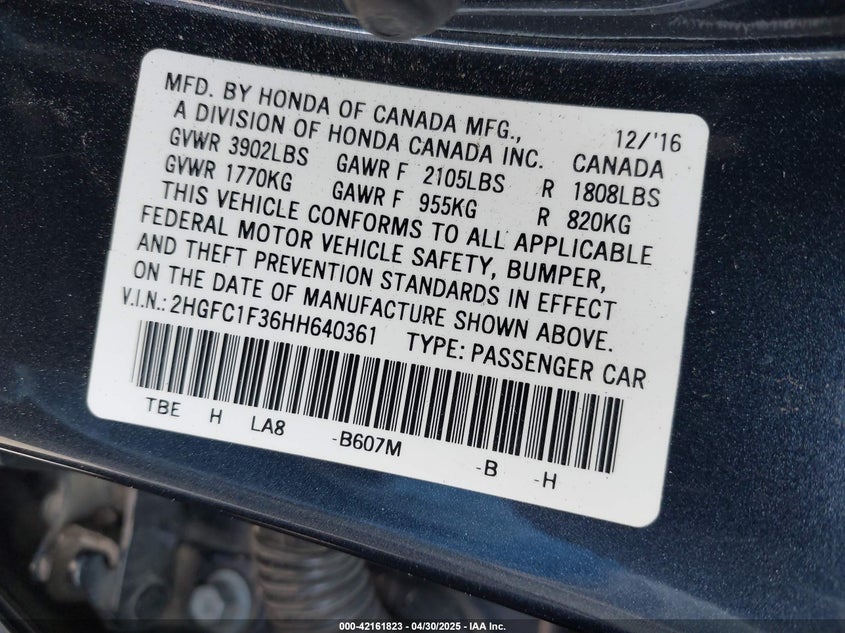 MFD. BY HONDA OF CANADA MFG.,
A DIVISION OF HONDA CANADA INC. 12/'16
GVWR 3902LBS GAWR F 2105LBS R 1808LBS CANADA
GVWR 1770KG GAWR F 955KG R 820KG
THIS VEHICLE CONFORMS TO ALL APPLICABLE
FEDERAL MOTOR VEHICLE SAFETY, BUMPER,
AND THEFT PREVENTION STANDARDS IN EFFECT
ON THE DATE OF MANUFACTURE SHOWN ABOVE.
V.I.N.: 2HGFC1F36HH640361 TYPE: PASSENGER CAR
TBE H LA8 -B607M -B -H
000-42161823 | 04/30/2025 - IAA Inc.